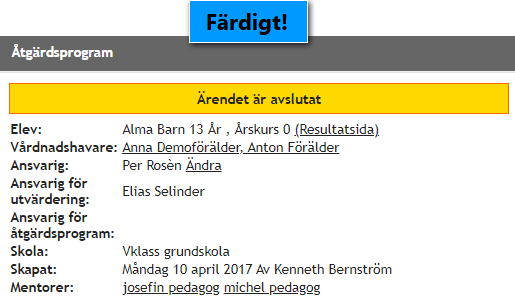 Färdigt!
Åtgärdsprogram
Ärendet är avslutat
Elev: Alma Barn 13 År , Årskurs 0 (Resultatsida)
Vårdnadshavare: Anna Demoförälder, Anton Förälder
Ansvarig: Per Rosèn Ändra
Ansvarig för
utvärdering: Elias Selinder
Ansvarig för
åtgärdsprogram:
Skola: Vklass grundskola
Skapat: Måndag 10 april 2017 Av Kenneth Bernström
Mentorer: josefin pedagog michel pedagog